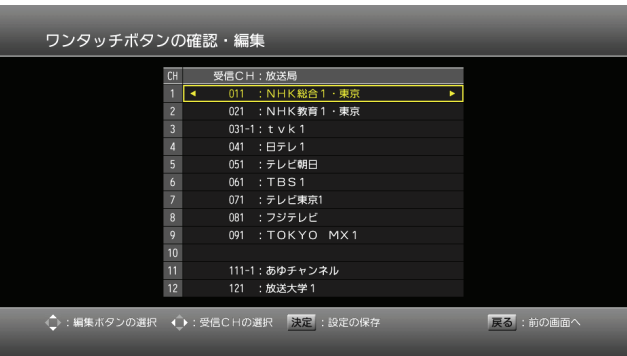 ワンタッチボタンの確認・編集
CH 受信CH:放送局
1 ◀ 011 :NHK総合1・東京 ▶
2 021 :NHK教育1・東京
3 031-1:tvk1
4 041 :日テレ1
5 051 :テレビ朝日
6 061 :TBS1
7 071 :テレビ東京1
8 081 :フジテレビ
9 091 :TOKYO MX1
10
11 111-1:あゆチャンネル
12 121 :放送大学1
:編集ボタンの選択 :受信CHの選択 決定:設定の保存 戻る:前の画面へ